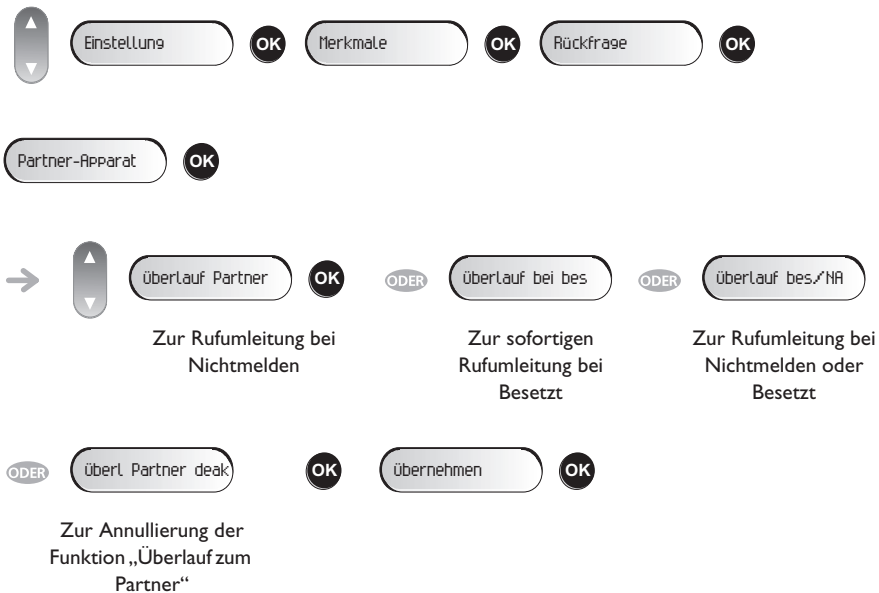 Einstellung OK Merkmale OK Rückfrage OK
Partner-Apparat OK
überlauf Partner OK ODER überlauf bei bes ODER überlauf bes/NA
Zur Rufumleitung bei
Nichtmelden
Zur sofortigen
Rufumleitung bei
Besetzt
Zur Rufumleitung bei
Nichtmelden oder
Besetzt
ODER überl Partner deak OK übernehmen OK
Zur Annullierung der
Funktion „Überlauf zum
Partner“